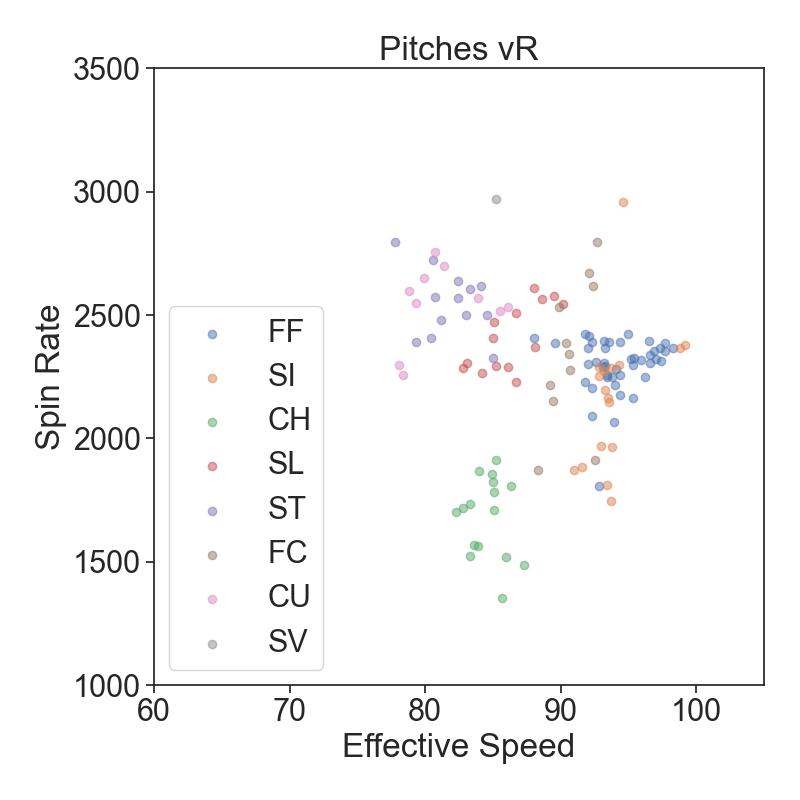 Pitches vR
3500
3000
2500
2000
1500
1000
Spin Rate
FF
SI
CH
SL
ST
FC
CU
SV
60 70 80 90 100
Effective Speed